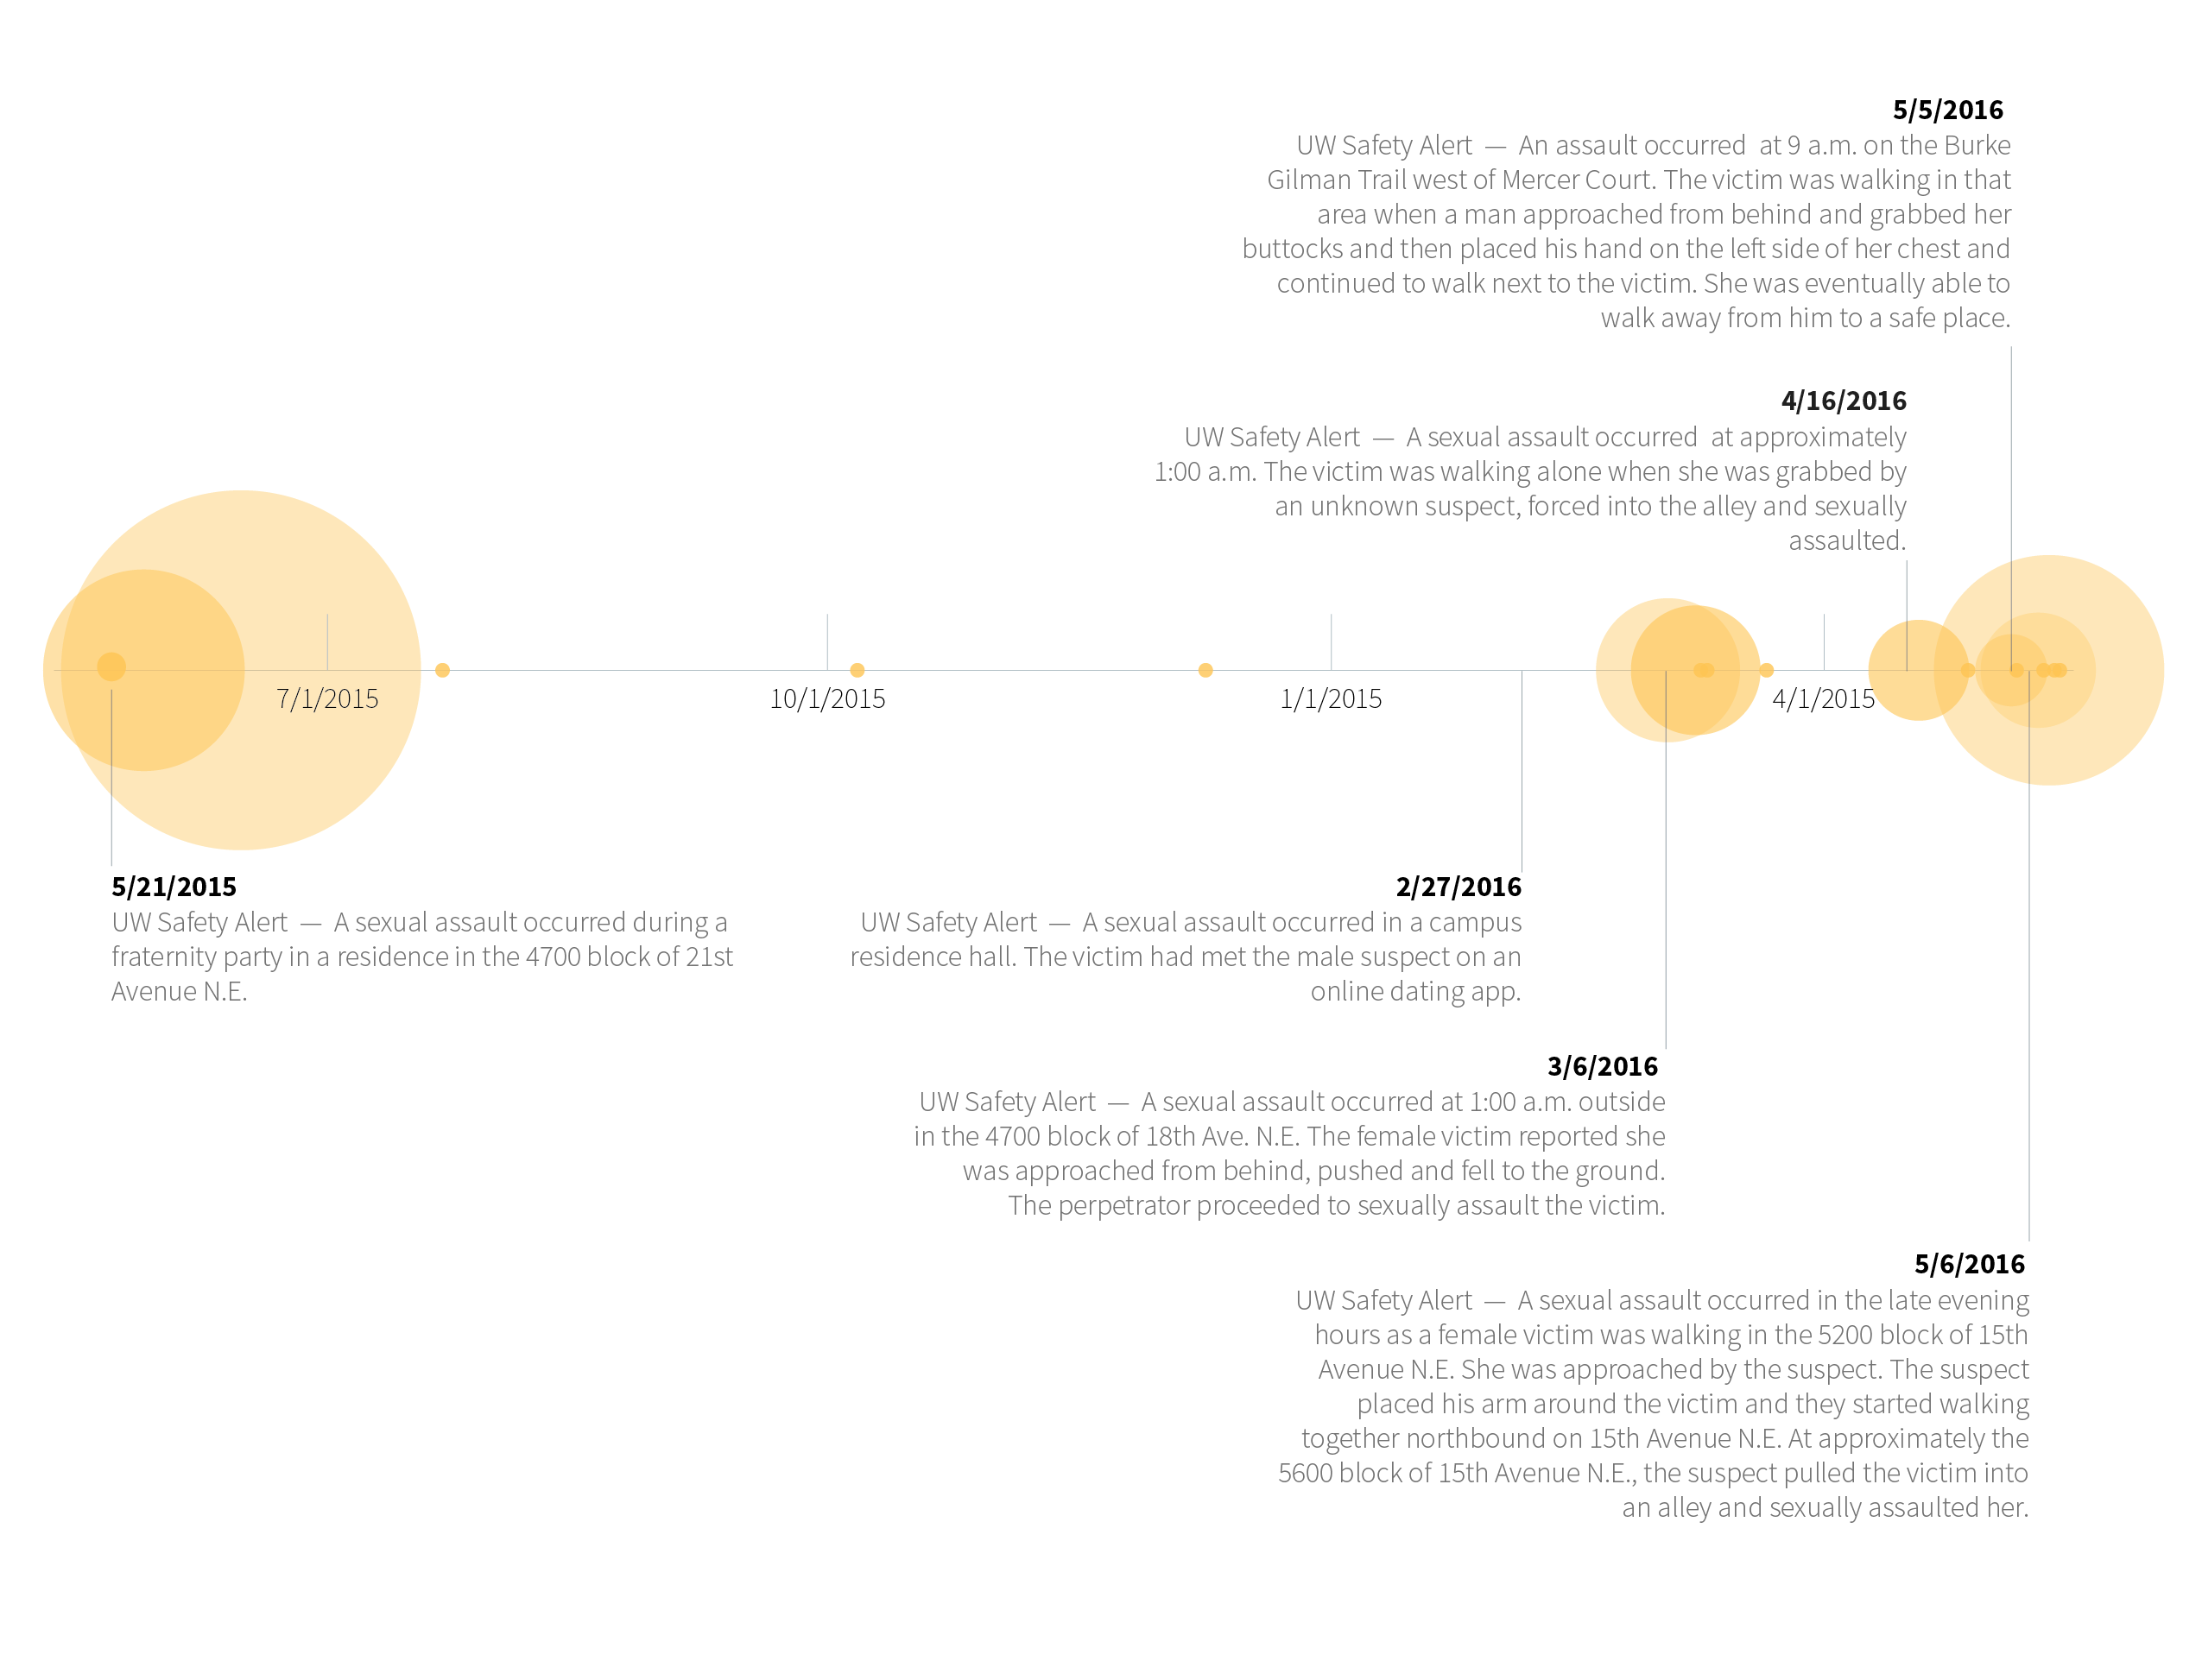 5/5/2016
UW Safety Alert — An assault occurred at 9 a.m. on the Burke
Gilman Trail west of Mercer Court. The victim was walking in that
area when a man approached from behind and grabbed her
buttocks and then placed his hand on the left side of her chest and
continued to walk next to the victim. She was eventually able to
walk away from him to a safe place.
4/16/2016
UW Safety Alert — A sexual assault occurred at approximately
1:00 a.m. The victim was walking alone when she was grabbed by
an unknown suspect, forced into the alley and sexually
assaulted.
7/1/2015
10/1/2015
1/1/2015
4/1/2015
5/21/2015
UW Safety Alert — A sexual assault occurred during a
fraternity party in a residence in the 4700 block of 21st
Avenue N.E.
2/27/2016
UW Safety Alert — A sexual assault occurred in a campus
residence hall. The victim had met the male suspect on an
online dating app.
3/6/2016
UW Safety Alert — A sexual assault occurred at 1:00 a.m. outside
in the 4700 block of 18th Ave. N.E. The female victim reported she
was approached from behind, pushed and fell to the ground.
The perpetrator proceeded to sexually assault the victim.
5/6/2016
UW Safety Alert — A sexual assault occurred in the late evening
hours as a female victim was walking in the 5200 block of 15th
Avenue N.E. She was approached by the suspect. The suspect
placed his arm around the victim and they started walking
together northbound on 15th Avenue N.E. At approximately the
5600 block of 15th Avenue N.E., the suspect pulled the victim into
an alley and sexually assaulted her.